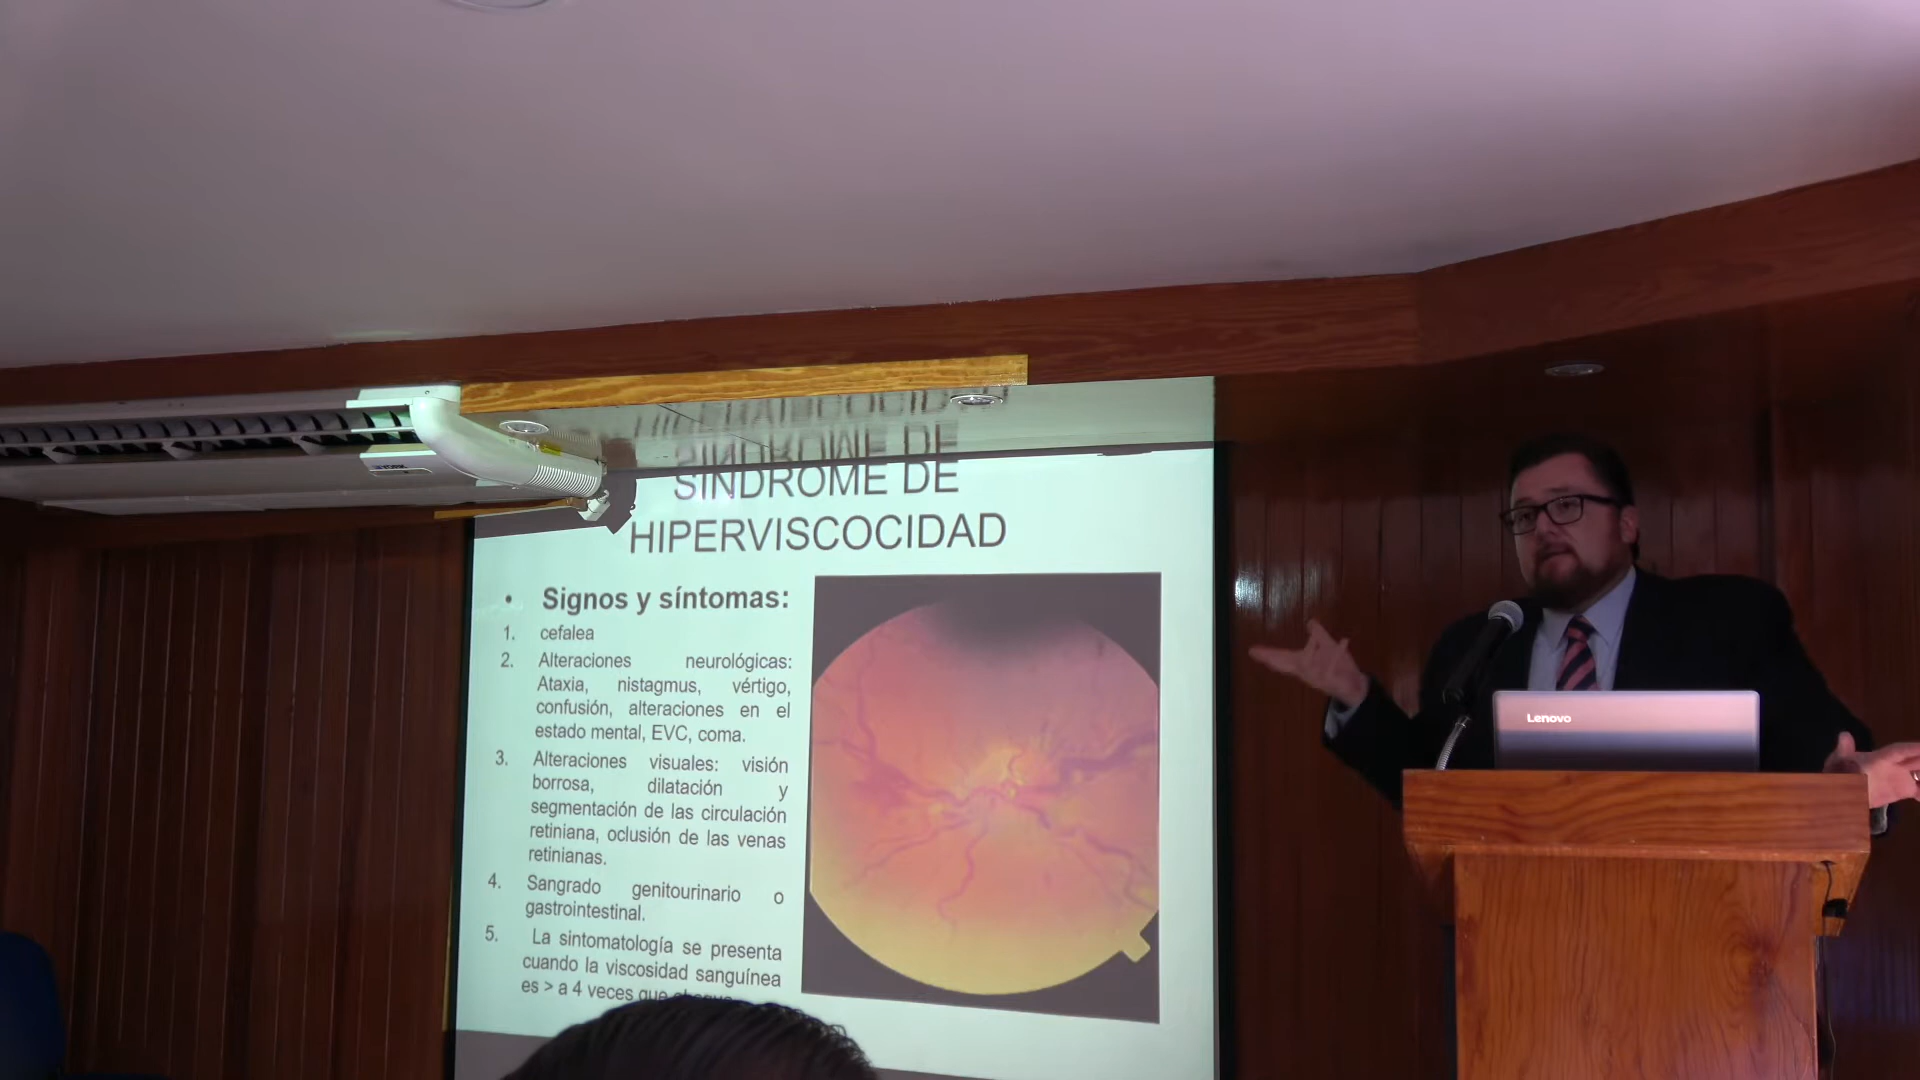 SÍNDROME DE
HIPERVISCOCIDAD
• Signos y síntomas:
1. cefalea
2. Alteraciones neurológicas:
Ataxia, nistagmus, vértigo,
confusión, alteraciones en el
estado mental, EVC, coma.
3. Alteraciones visuales: visión
borrosa, dilatación y
segmentación de las circulación
retiniana, oclusión de las venas
retinianas.
4. Sangrado genitourinario o
gastrointestinal.
5. La sintomatología se presenta
cuando la viscosidad sanguínea
es > a 4 veces que
Lenovo